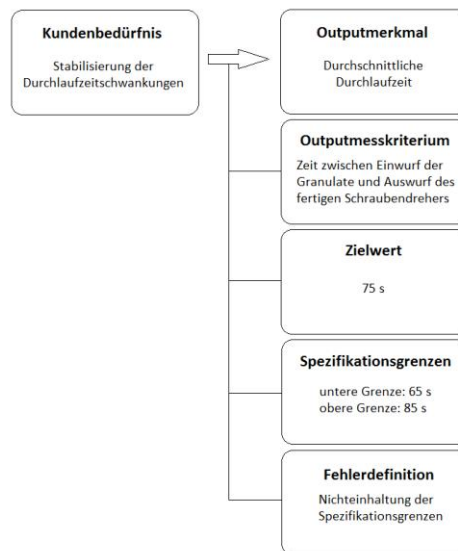 Kundenbedürfnis
Stabilisierung der
Durchlaufzeitschwankungen
Outputmerkmal
Durchschnittliche
Durchlaufzeit
Outputmesskriterium
Zeit zwischen Einwurf der
Granulate und Auswurf des
fertigen Schraubendrehers
Zielwert
75 s
Spezifikationsgrenzen
untere Grenze: 65 s
obere Grenze: 85 s
Fehlerdefinition
Nichteinhaltung der
Spezifikationsgrenzen